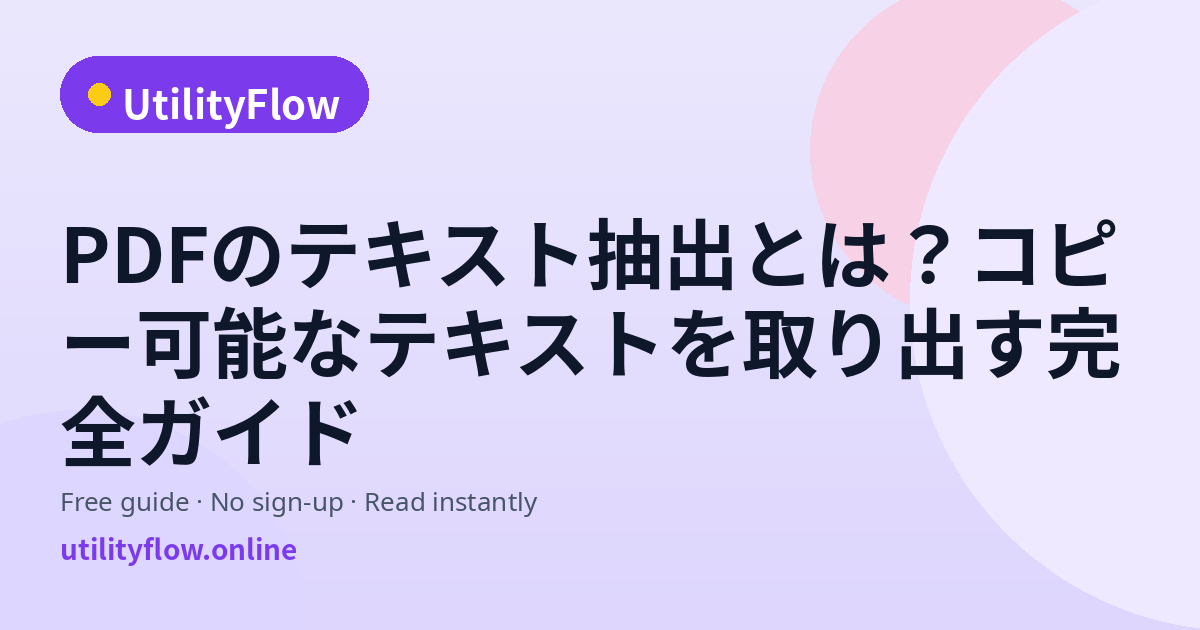 UtilityFlow
PDFのテキスト抽出とは？コピ
ー可能なテキストを取り出す完
全ガイド
Free guide · No sign-up · Read instantly
utilityflow.online